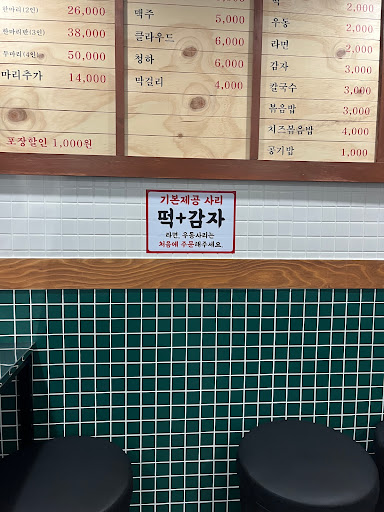 한마리(2인) 26,000
한마리반(3인) 38,000
두마리(4인) 50,000
마리추가 14,000
포장할인 1,000원
맥주 5,000
클라우드 6,000
청하 6,000
막걸리 4,000
떡 2,000
우동 2,000
라면 2,000
감자 3,000
칼국수 3,000
볶음밥 3,000
치즈볶음밥 4,000
공기밥 1,000
기본제공 사리
떡+감자
라면, 우동사리는
처음에 주문해주세요